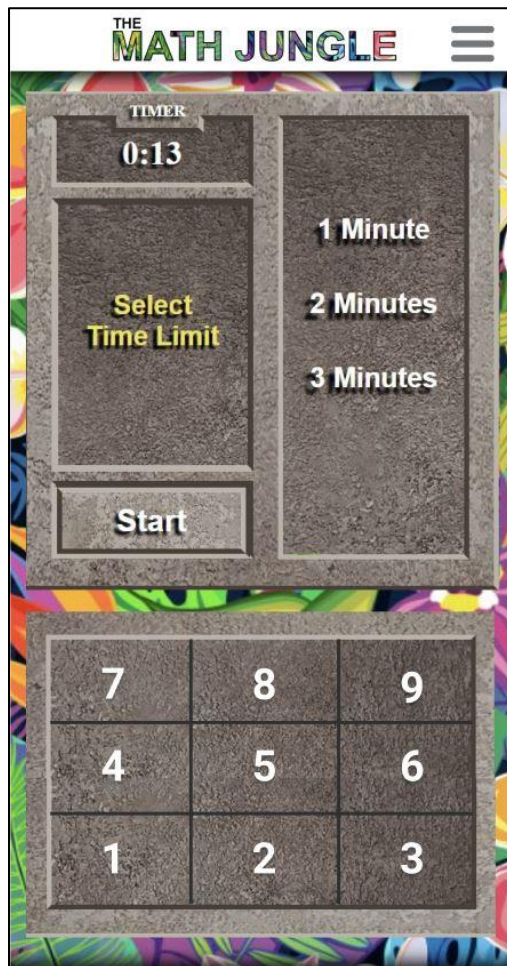 THE
MATH JUNGLE
TIMER
0:13
Select
Time Limit
Start
1 Minute
2 Minutes
3 Minutes
7 8 9
4 5 6
1 2 3